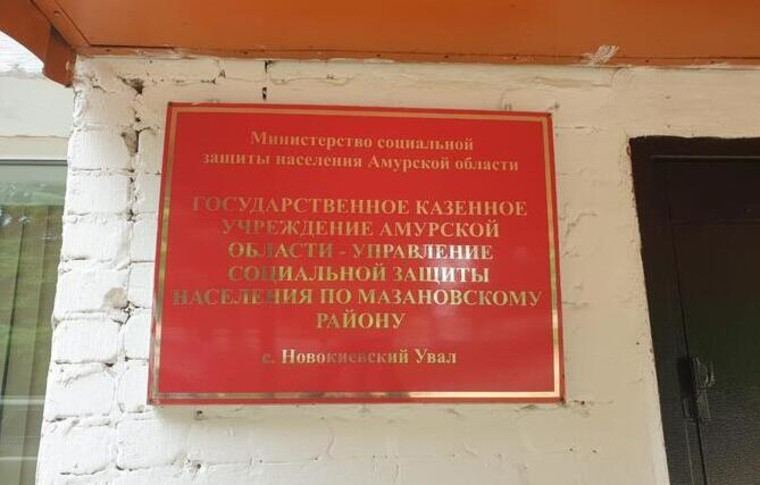 Министерство социальной
защиты населения Амурской области
ГОСУДАРСТВЕННОЕ КАЗЕННОЕ
УЧРЕЖДЕНИЕ АМУРСКОЙ
ОБЛАСТИ - УПРАВЛЕНИЕ
СОЦИАЛЬНОЙ ЗАЩИТЫ
НАСЕЛЕНИЯ ПО МАЗАНОВСКОМУ
РАЙОНУ
с. Новокиевский Увал